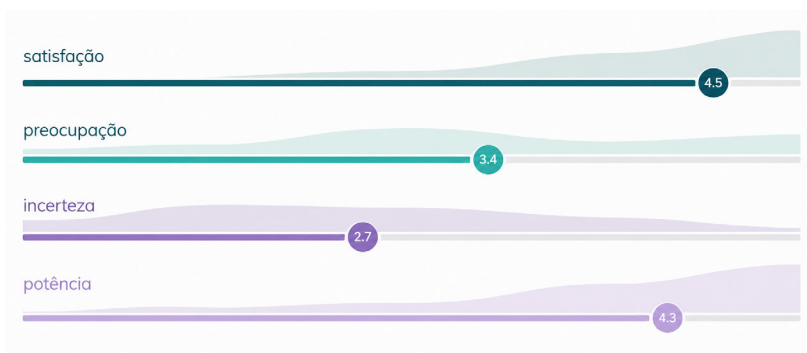 satisfação
4.5
preocupação
3.4
incerteza
2.7
potência
4.3